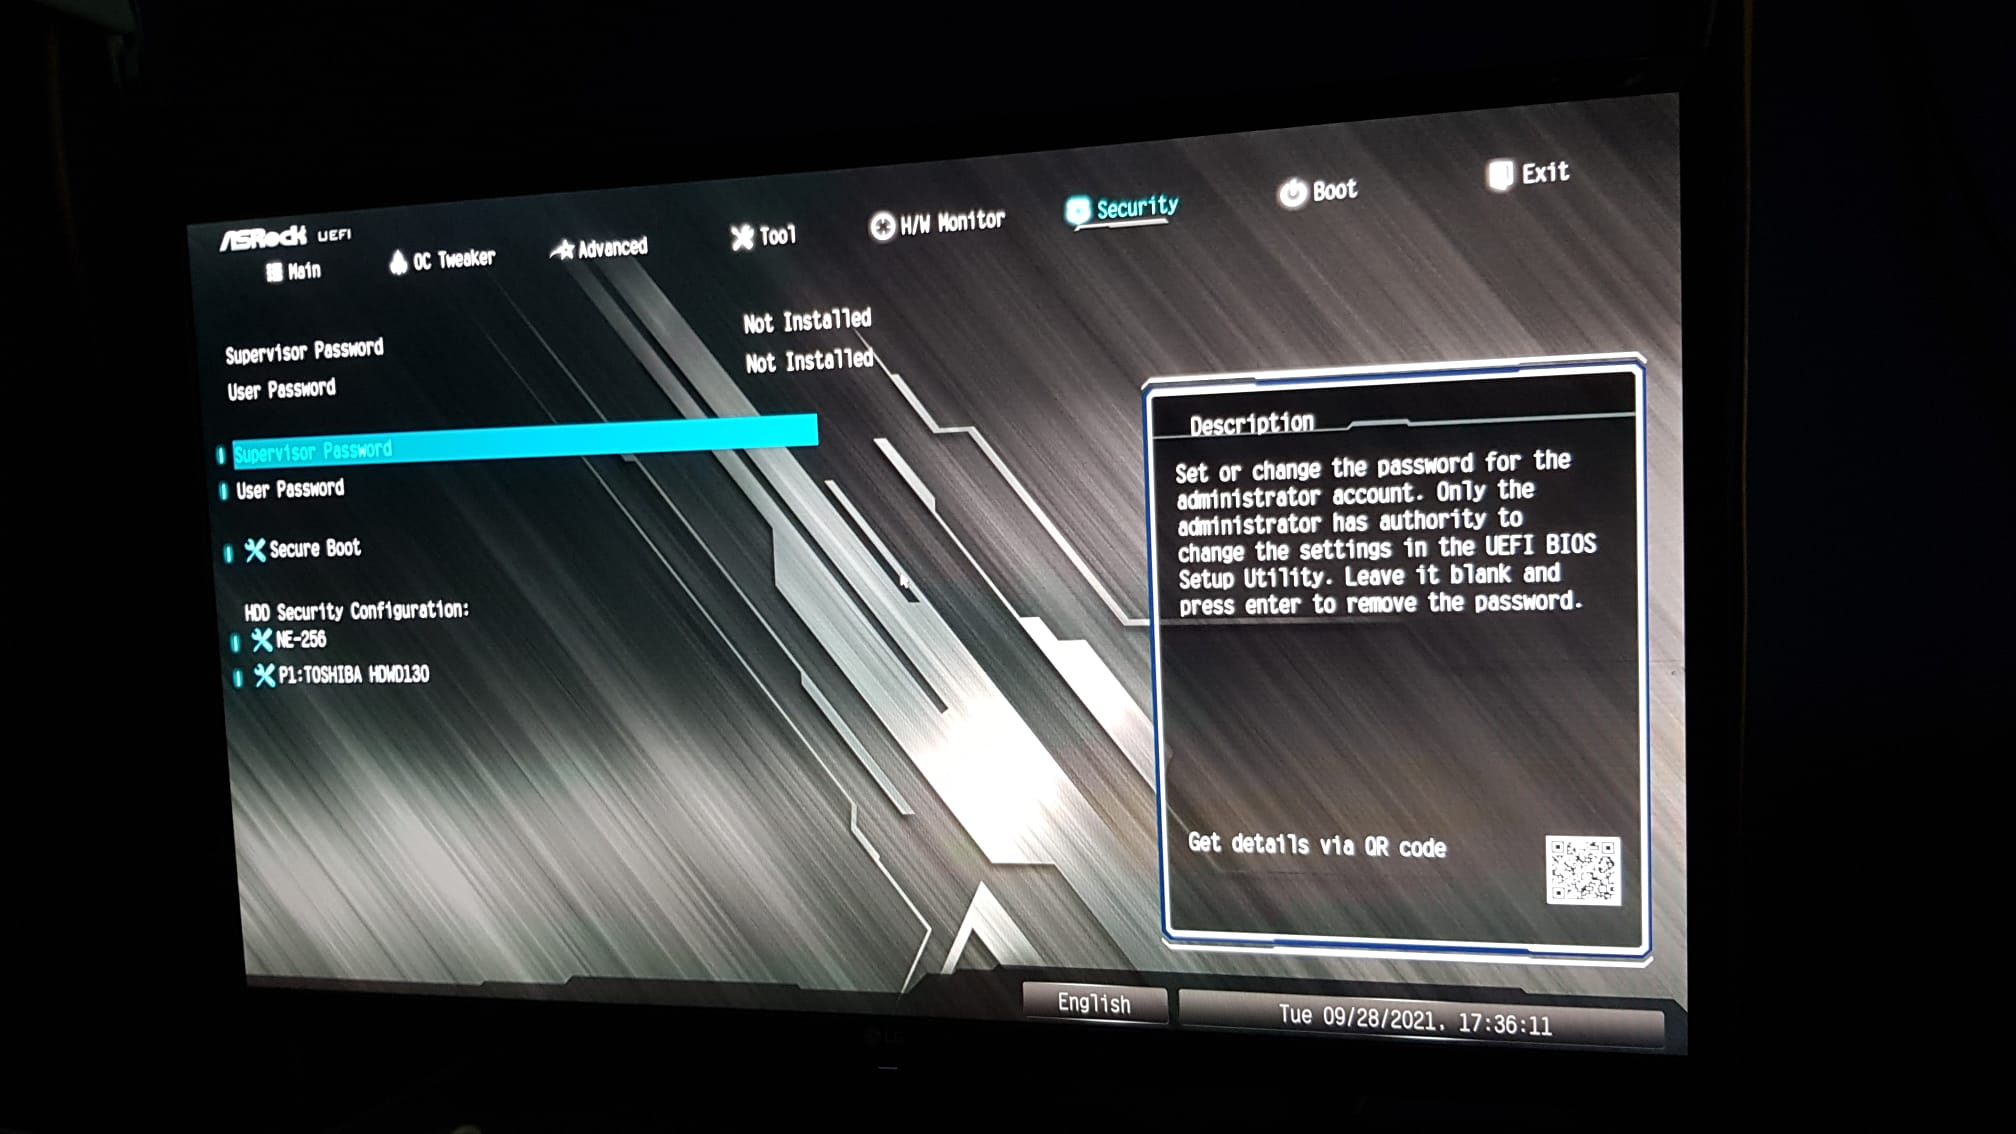 ASRock UEFI
Main
OC Tweaker
Advanced
Tool
H/W Monitor
Security
Boot
Exit
Supervisor Password Not Installed
User Password Not Installed
Supervisor Password
User Password
Secure Boot
HDD Security Configuration:
NE-256
P1:TOSHIBA HDWD130
Description
Set or change the password for the
administrator account. Only the
administrator has authority to
change the settings in the UEFI BIOS
Setup Utility. Leave it blank and
press enter to remove the password.
Get details via QR code
English
Tue 09/28/2021, 17:36:11
LG